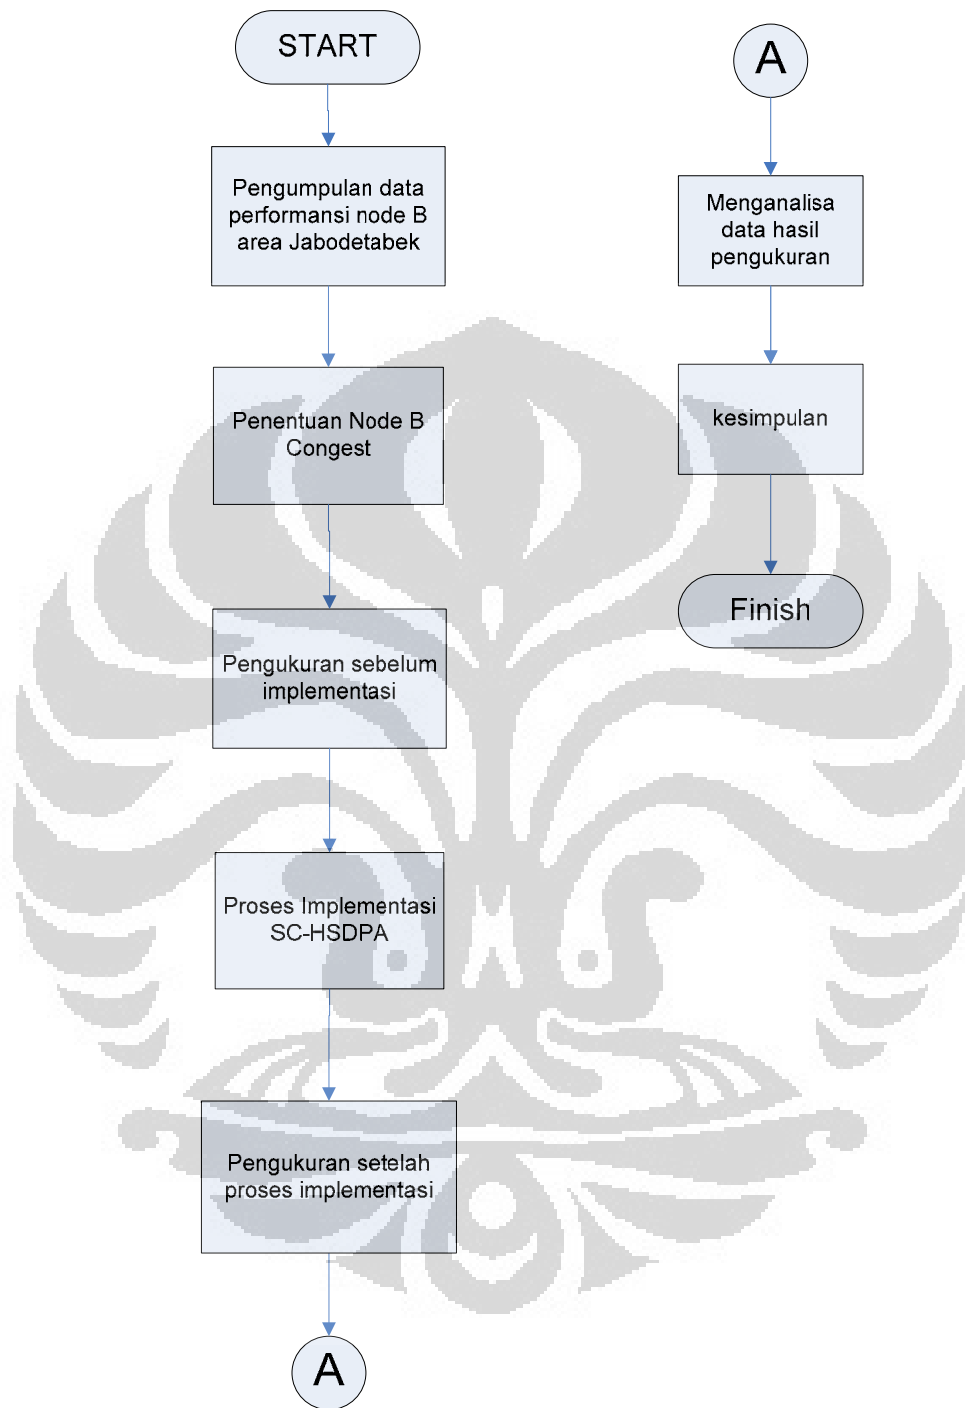 START
Pengumpulan data
performansi node B
area Jabodetabek
Penentuan Node B
Congest
Pengukuran sebelum
implementasi
Proses Implementasi
SC-HSDPA
Pengukuran setelah
proses implementasi
A
A
Menganalisa
data hasil
pengukuran
kesimpulan
Finish